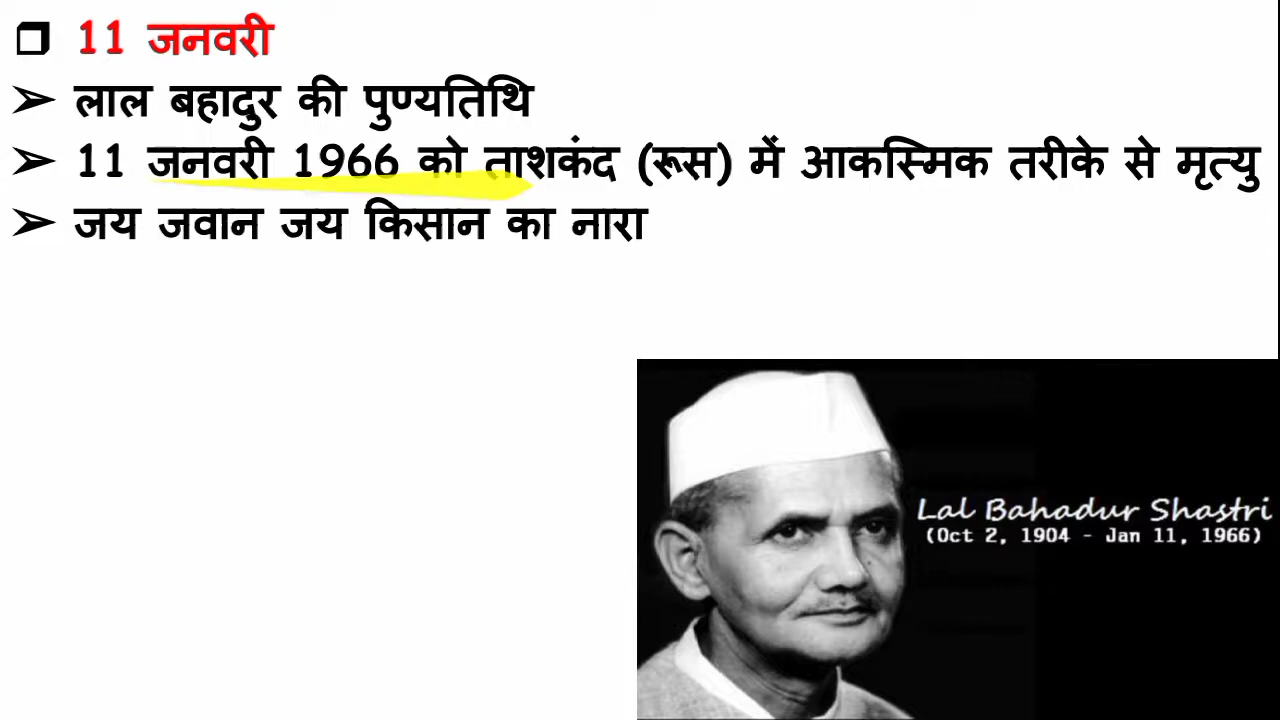 11 जनवरी
लाल बहादुर की पुण्यतिथि
11 जनवरी 1966 को ताशकंद (रूस) में आकस्मिक तरीके से मृत्यु
जय जवान जय किसान का नारा
Lal Bahadur Shastri
(Oct 2, 1904 - Jan 11, 1966)